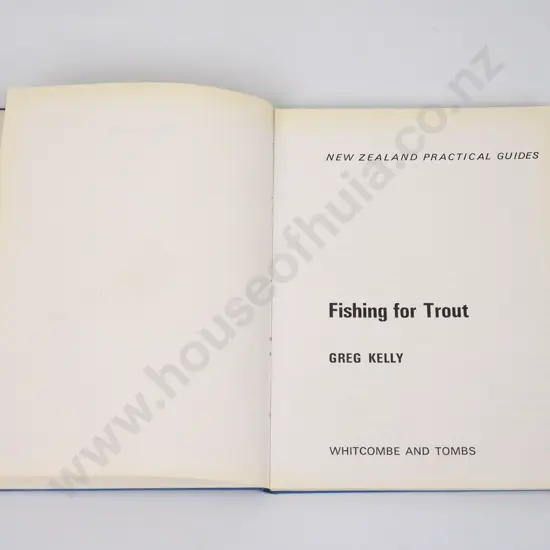 NEW ZEALAND PRACTICAL GUIDES
Fishing for Trout
GREG KELLY
WHITCOMBE AND TOMBS
www.houseofhuia.co.nz